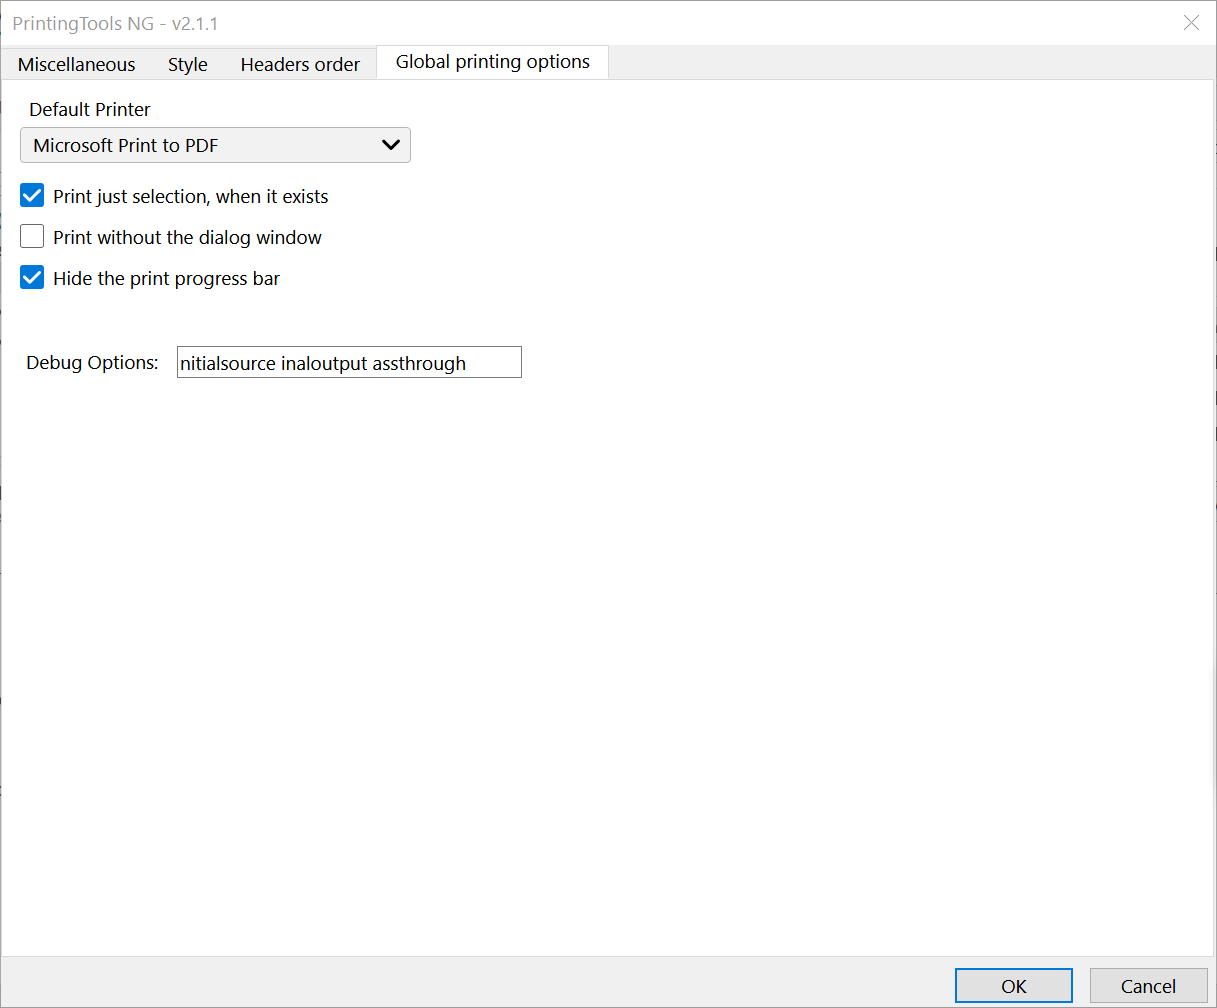 PrintingTools NG - v2.1.1
Miscellaneous Style Headers order Global printing options
Default Printer
Microsoft Print to PDF
Print just selection, when it exists
Print without the dialog window
Hide the print progress bar
Debug Options: nitialsource inaloutput assthrough
OK Cancel